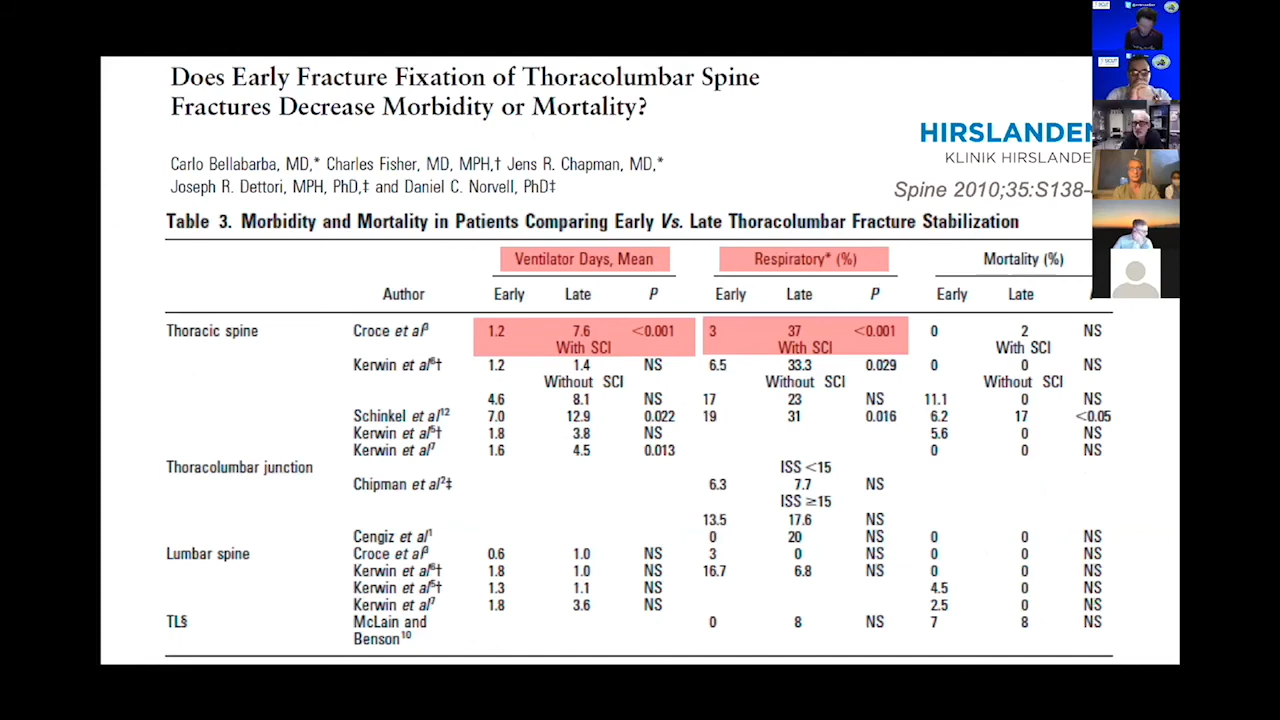 Does Early Fracture Fixation of Thoracolumbar Spine
Fractures Decrease Morbidity or Mortality?
HIRSLANDEN
KLINIK HIRSLANDE
Carlo Bellabarba, MD,* Charles Fisher, MD, MPH,† Jens R. Chapman, MD,*
Joseph R. Dettori, MPH, PhD,‡ and Daniel C. Norvell, PhD‡
Spine 2010;35:S138-
Table 3. Morbidity and Mortality in Patients Comparing Early Vs. Late Thoracolumbar Fracture Stabilization
Ventilator Days, Mean Respiratory* (%) Mortality (%)
Author Early Late P Early Late P Early Late
Thoracic spine Croce et al3 1.2 7.6 <0.001 3 37 <0.001 0 2 NS
With SCI With SCI With SCI
Kerwin et al6† 1.2 1.4 NS 6.5 33.3 0.029 0 0 NS
Without SCI Without SCI Without SCI
4.6 8.1 NS 17 23 NS 11.1 0 NS
Schinkel et al12 7.0 12.9 0.022 19 31 0.016 6.2 17 <0.05
Kerwin et al5† 1.8 3.8 NS 5.6 0 NS
Kerwin et al7 1.6 4.5 0.013 0 0 NS
Thoracolumbar junction ISS <15
Chipman et al2‡ 6.3 7.7 NS
ISS ≥15
13.5 17.6 NS
Cengiz et al1 0 20 NS 0 0 NS
Lumbar spine Croce et al3 0.6 1.0 NS 3 0 NS 0 0 NS
Kerwin et al6† 1.8 1.0 NS 16.7 6.8 NS 0 0 NS
Kerwin et al5† 1.3 1.1 NS 4.5 0 NS
Kerwin et al7 1.8 3.6 NS 2.5 0 NS
TL§ McLain and 0 8 NS 7 8 NS
Benson10